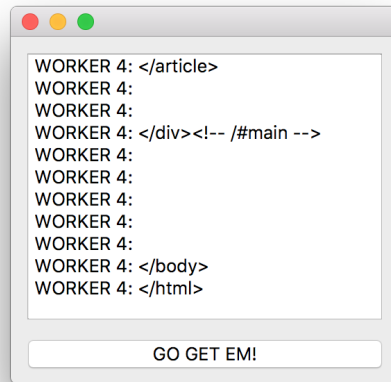 WORKER 4: </article>
WORKER 4:
WORKER 4:
WORKER 4: </div><!-- /#main -->
WORKER 4:
WORKER 4:
WORKER 4:
WORKER 4:
WORKER 4:
WORKER 4: </body>
WORKER 4: </html>
GO GET EM!